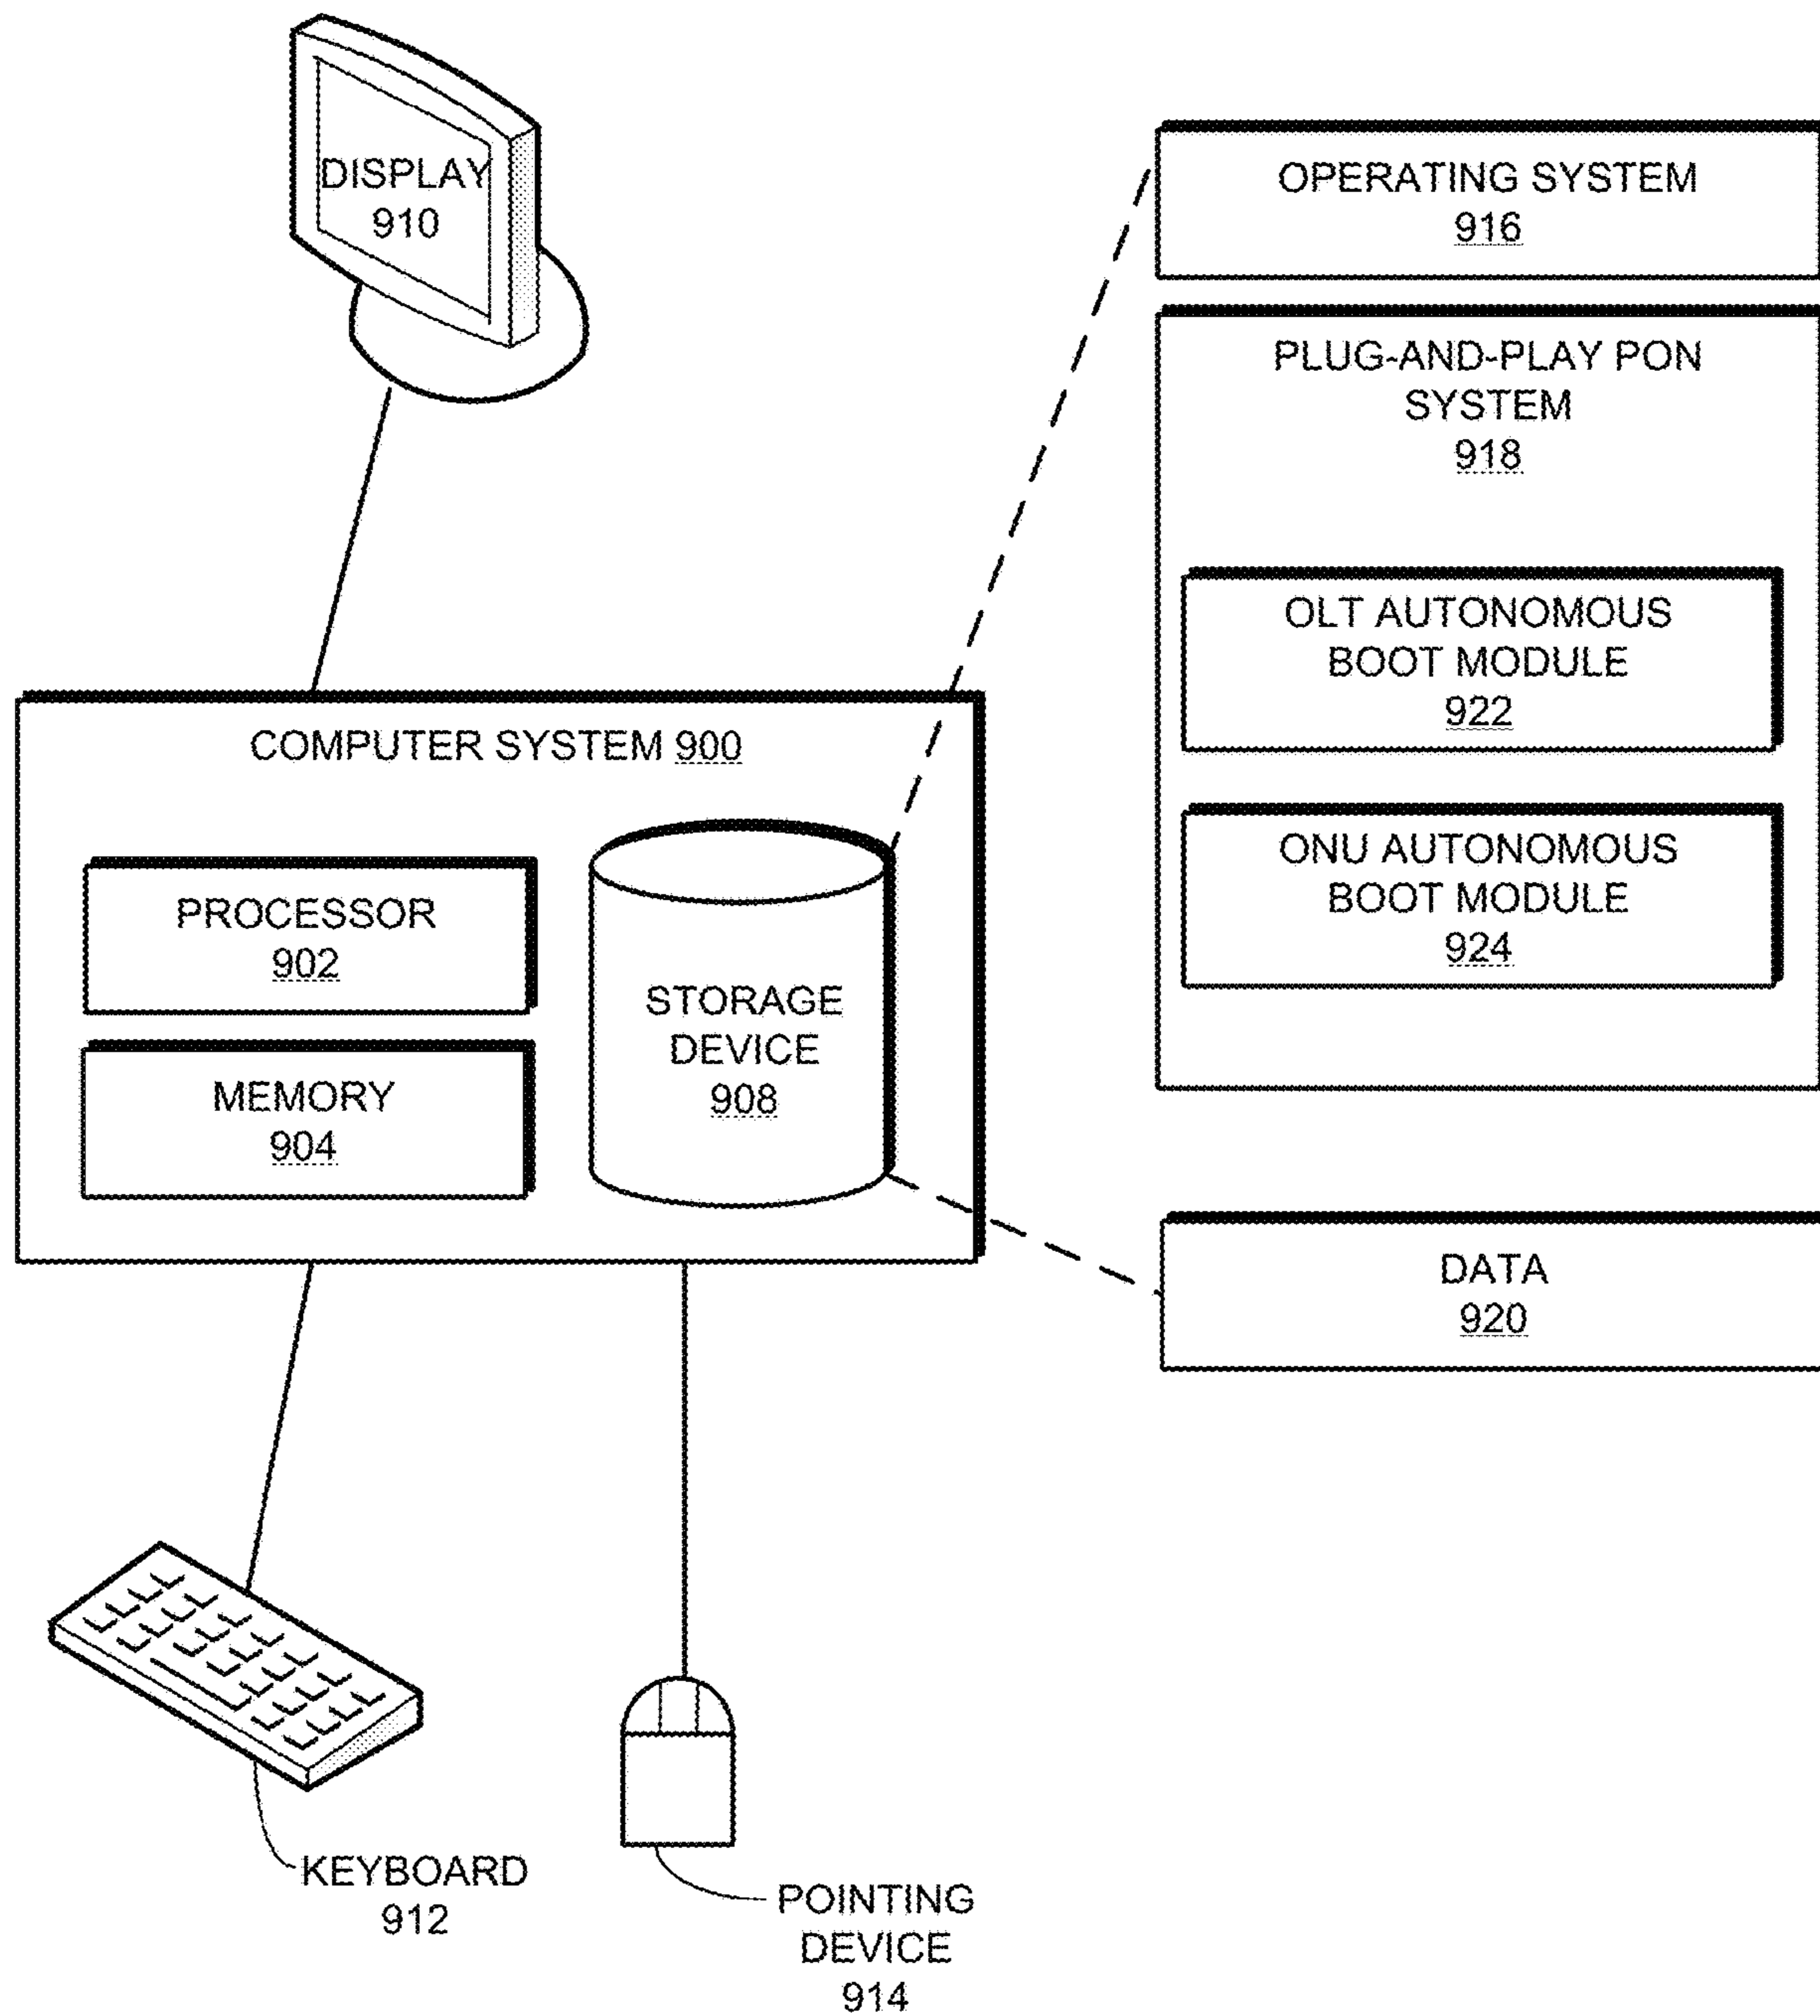 DISPLAY
910
OPERATING SYSTEM
916
PLUG-AND-PLAY PON
SYSTEM
918
OLT AUTONOMOUS
BOOT MODULE
922
ONU AUTONOMOUS
BOOT MODULE
924
DATA
920
COMPUTER SYSTEM 900
PROCESSOR
902
MEMORY
904
STORAGE
DEVICE
908
KEYBOARD
912
POINTING
DEVICE
914